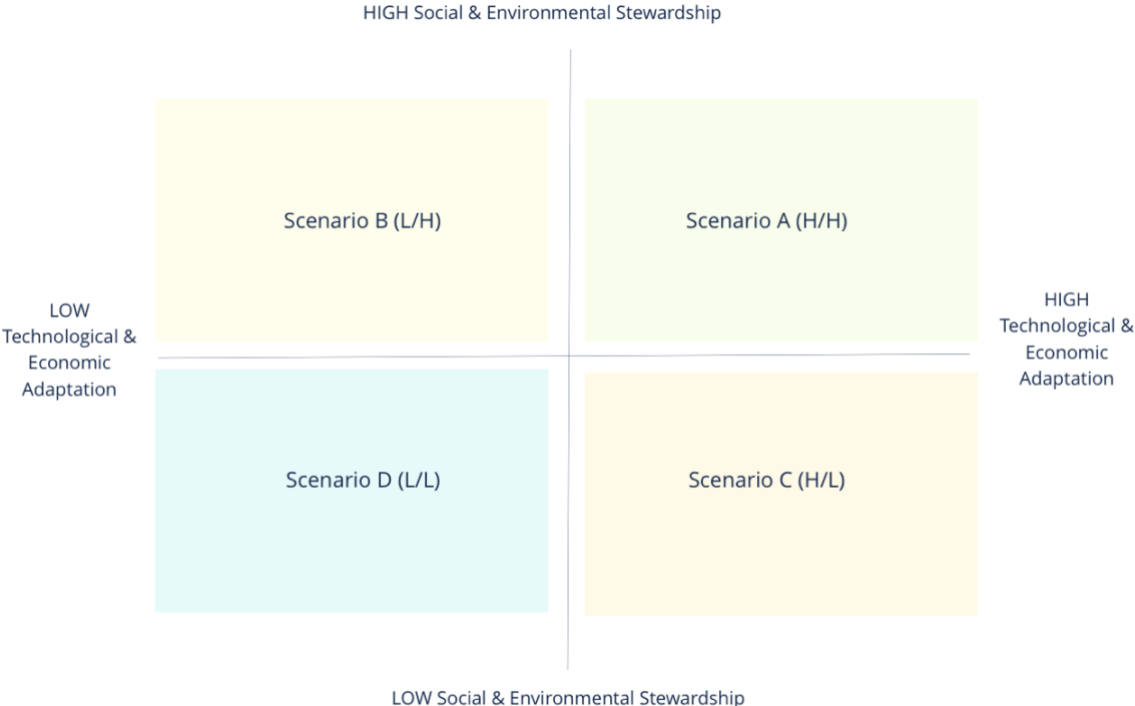 HIGH Social & Environmental Stewardship
Scenario B (L/H)
Scenario A (H/H)
LOW
Technological &
Economic
Adaptation
HIGH
Technological &
Economic
Adaptation
Scenario D (L/L)
Scenario C (H/L)
LOW Social & Environmental Stewardship